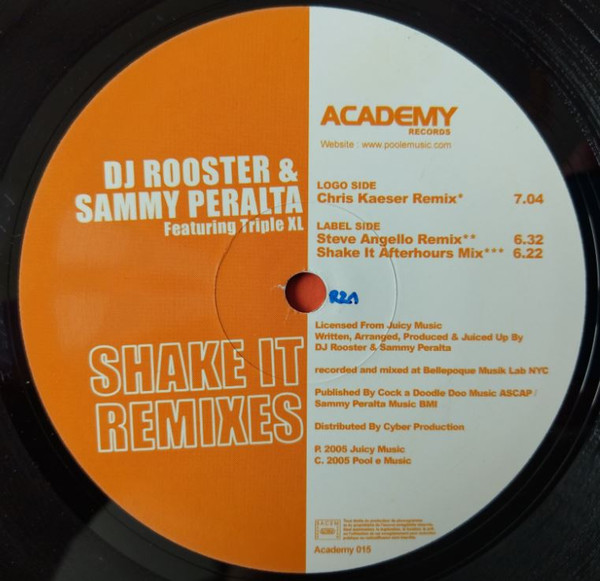 DJ ROOSTER &
SAMMY PERALTA
Featuring Triple XL
SHAKE IT
REMIXES
ACADEMY
RECORDS
Website : www.poolemusic.com
LOGO SIDE
Chris Kaeser Remix* 7.04
LABEL SIDE
Steve Angello Remix** 6.32
Shake It Afterhours Mix*** 6.22
R21
Licensed From Juicy Music
Written, Arranged, Produced & Juiced Up By
DJ Rooster & Sammy Peralta
recorded and mixed at Bellepoque Musik Lab NYC
Published By Cock a Doodle Doo Music ASCAP /
Sammy Peralta Music BMI
Distributed By Cyber Production
P. 2005 Juicy Music
C. 2005 Pool e Music
SACEM
Academy 015